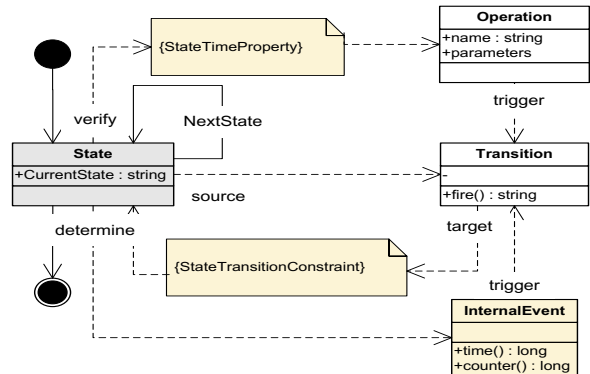 Operation
+name : string
+parameters
{StateTimeProperty}
trigger
verify
NextState
State
+CurrentState : string
Transition
-
+fire() : string
source
target
determine
{StateTransitionConstraint}
trigger
InternalEvent
+time() : long
+counter() : long